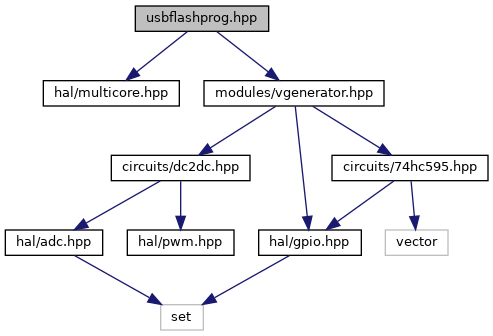 usbflashprog.hpp
hal/multicore.hpp
modules/vgenerator.hpp
circuits/dc2dc.hpp
circuits/74hc595.hpp
hal/adc.hpp
hal/pwm.hpp
hal/gpio.hpp
vector
set